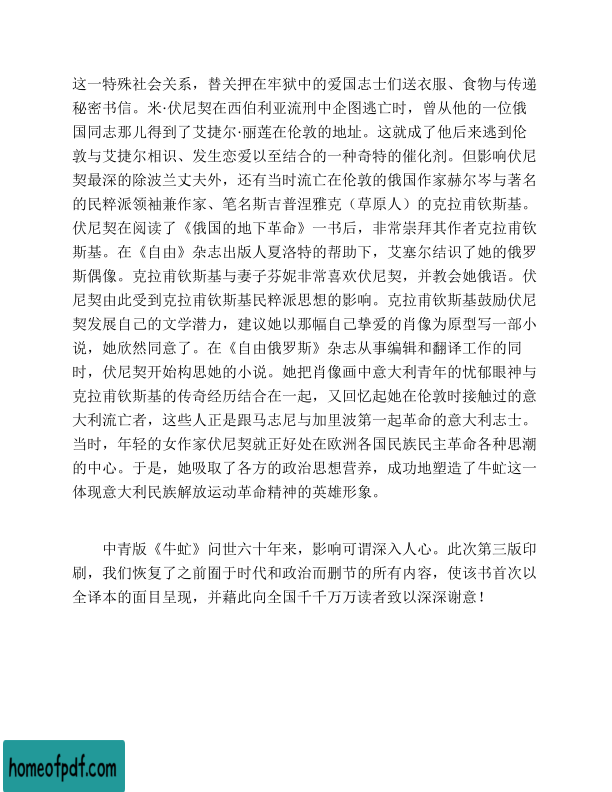 这一特殊社会关系，替关押在牢狱中的爱国志士们送衣服、食物与传递
秘密书信。米·伏尼契在西伯利亚流刑中企图逃亡时，曾从他的一位俄
国同志那儿得到了艾捷尔·丽莲在伦敦的地址。这就成了他后来逃到伦
敦与艾捷尔相识、发生恋爱以至结合的一种奇特的催化剂。但影响伏尼
契最深的除波兰丈夫外，还有当时流亡在伦敦的俄国作家赫尔岑与著名
的民粹派领袖兼作家、笔名斯吉普涅雅克（草原人）的克拉甫钦斯基。
伏尼契在阅读了《俄国的地下革命》一书后，非常崇拜其作者克拉甫钦
斯基。在《自由》杂志出版人夏洛特的帮助下，艾塞尔结识了她的俄罗
斯偶像。克拉甫钦斯基与妻子芬妮非常喜欢伏尼契，并教会她俄语。伏
尼契由此受到克拉甫钦斯基民粹派思想的影响。克拉甫钦斯基鼓励伏尼
契发展自己的文学潜力，建议她以那幅自己挚爱的肖像为原型写一部小
说，她欣然同意了。在《自由俄罗斯》杂志从事编辑和翻译工作的同
时，伏尼契开始构思她的小说。她把肖像画中意大利青年的忧郁眼神与
克拉甫钦斯基的传奇经历结合在一起，又回忆起她在伦敦时接触过的意
大利流亡者，这些人正是跟马志尼与加里波第一起革命的意大利志士。
当时，年轻的女作家伏尼契就正好处在欧洲各国民族民主革命各种思潮
的中心。于是，她吸取了各方的政治思想营养，成功地塑造了牛虻这一
体现意大利民族解放运动革命精神的英雄形象。
中青版《牛虻》问世六十年来，影响可谓深入人心。此次第三版印
刷，我们恢复了之前囿于时代和政治而删节的所有内容，使该书首次以
全译本的面目呈现，并藉此向全国千千万万读者致以深深谢意！
homeofpdf.com